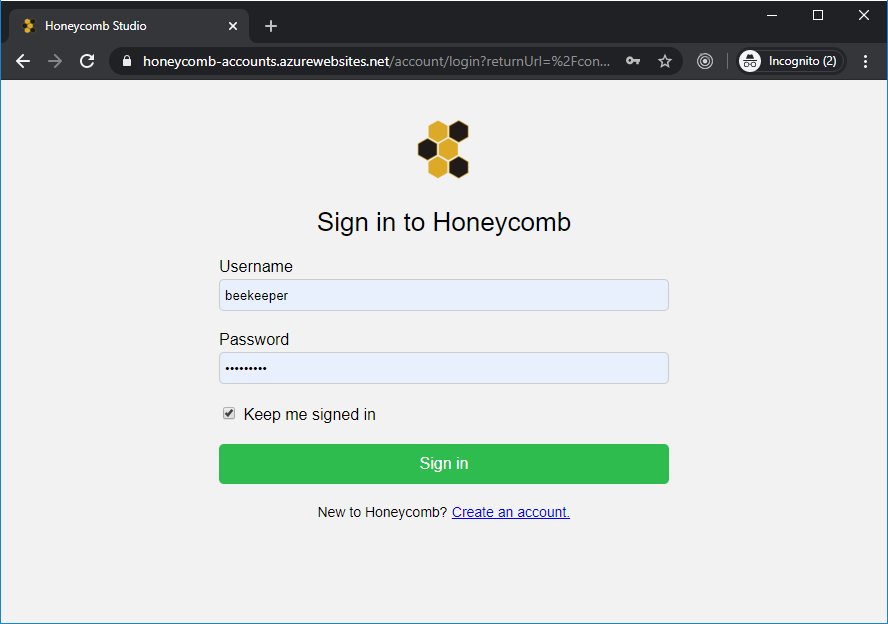 Honeycomb Studio
honeycomb-accounts.azurewebsites.net/account/login?returnUrl=%2Fcon...
Incognito (2)
Sign in to Honeycomb
Username
beekeeper
Password
•••••••••
Keep me signed in
Sign in
New to Honeycomb? Create an account.